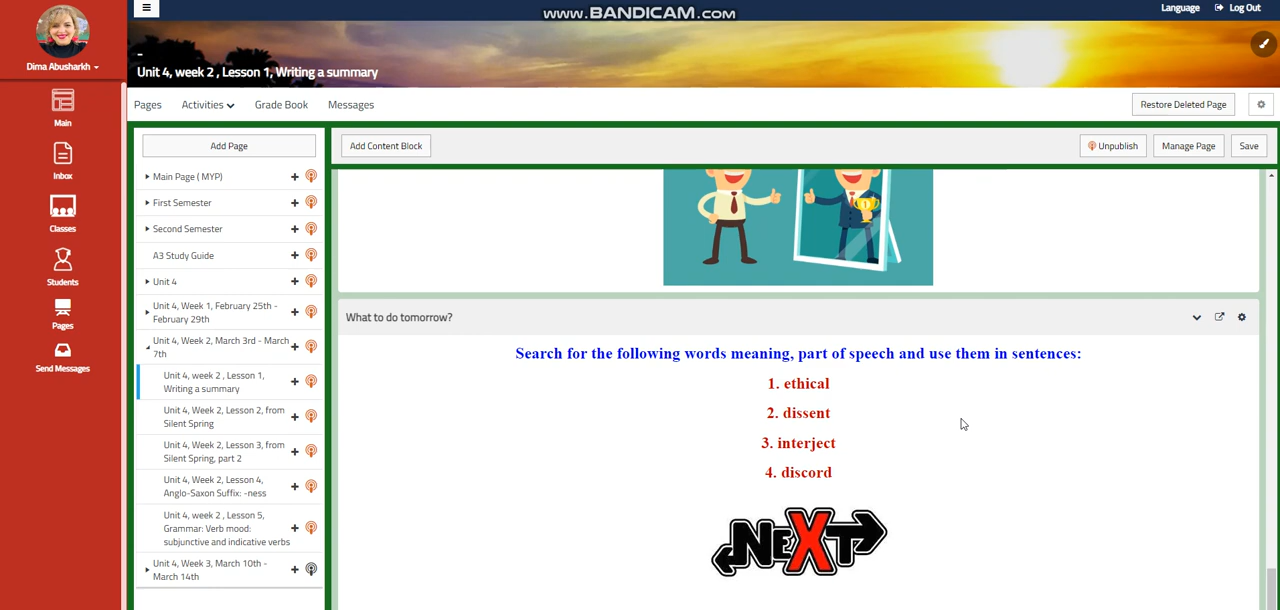 www.BANDICAM.com
Language
Log Out
Dima Abusharkh
-
Unit 4, week 2 , Lesson 1, Writing a summary
Pages
Activities
Grade Book
Messages
Restore Deleted Page
Main
Inbox
Classes
Students
Pages
Send Messages
Add Page
Main Page ( MYP)
First Semester
Second Semester
A3 Study Guide
Unit 4
Unit 4, Week 1, February 25th -
February 29th
Unit 4, Week 2, March 3rd - March
7th
Unit 4, week 2 , Lesson 1,
Writing a summary
Unit 4, Week 2, Lesson 2, from
Silent Spring
Unit 4, Week 2, Lesson 3, from
Silent Spring, part 2
Unit 4, Week 2, Lesson 4,
Anglo-Saxon Suffix: -ness
Unit 4, week 2 , Lesson 5,
Grammar: Verb mood:
subjunctive and indicative verbs
Unit 4, Week 3, March 10th -
March 14th
Add Content Block
Unpublish
Manage Page
Save
1
What to do tomorrow?
Search for the following words meaning, part of speech and use them in sentences:
1. ethical
2. dissent
3. interject
4. discord
NEXT